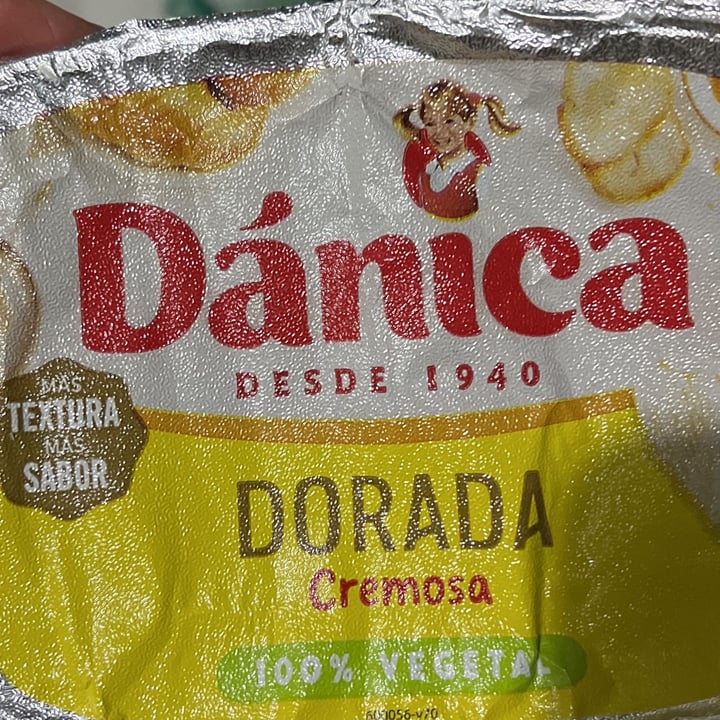 Dánica
DESDE 1940
MÁS
TEXTURA
MÁS
SABOR
DORADA
Cremosa
100% VEGETAL